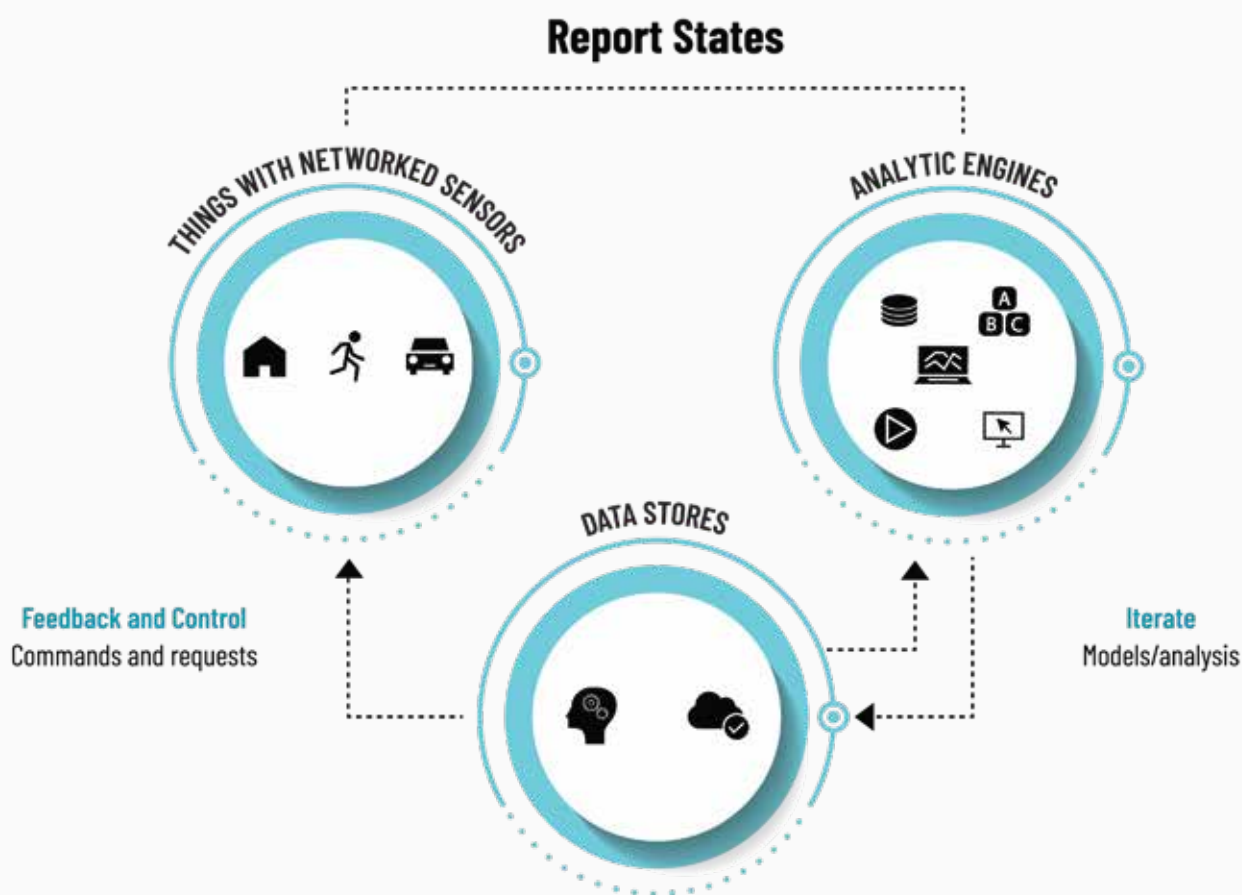 Report States
THINGS WITH NETWORKED SENSORS
ANALYTIC ENGINES
A
B C
DATA STORES
Feedback and Control
Commands and requests
Iterate
Models/analysis